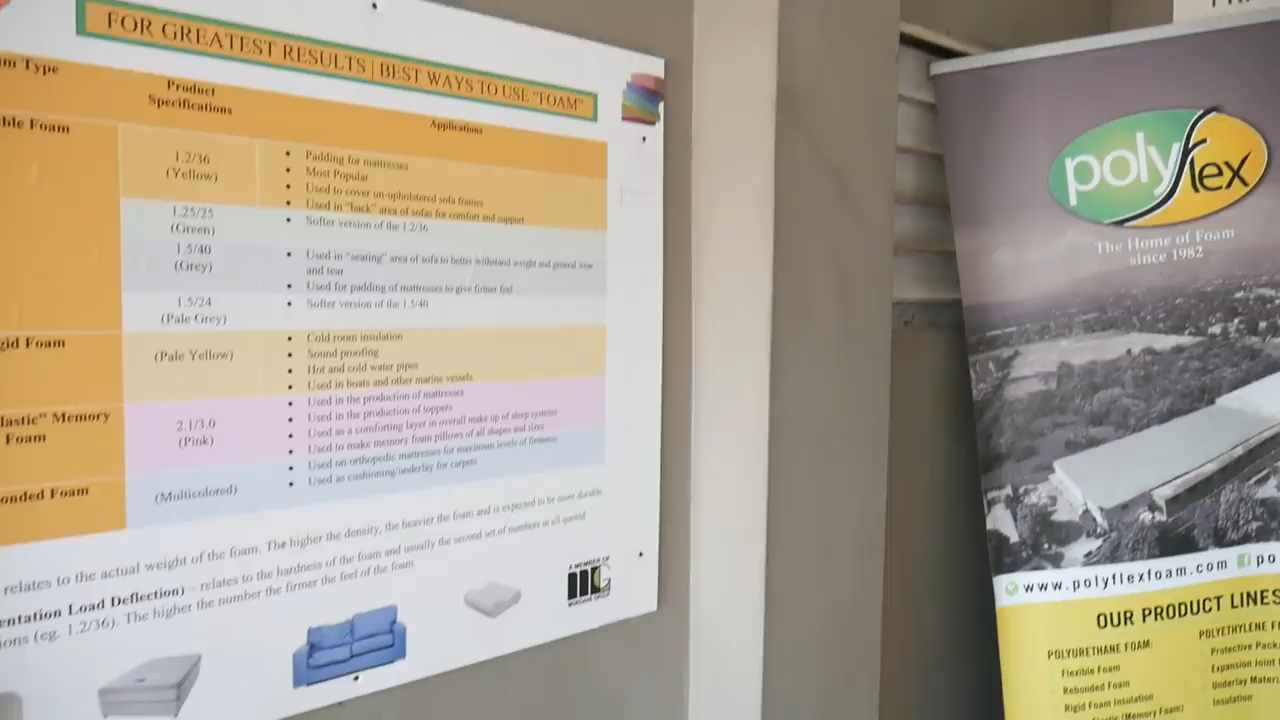 FOR GREATEST RESULTS | BEST WAYS TO USE "FOAM"
Type
Product
Specifications
Applications
Foam
1.2/36
(Yellow)
• Padding for mattresses
• Most Popular
• Used to cover un-upholstered sofa frames
• Used in "back" area of sofas for comfort and support
1.25/25
(Green)
• Softer version of the 1.2/36
1.5/40
(Grey)
• Used in "seating" area of sofa to better withstand weight and general wear
and tear
• Used for padding of mattresses to give firmer feel
1.5/24
(Pale Grey)
• Softer version of the 1.5/40
gid Foam
(Pale Yellow)
• Cold room insulation
• Sound proofing
• Hot and cold water pipes
• Used in boats and other marine vessels
lastic" Memory
Foam
2.1/3.0
(Pink)
• Used in the production of mattresses
• Used in the production of toppers
• Used as a comforting layer in overall make up of sleep systems
• Used to make memory foam pillows of all shapes and sizes
onded Foam
(Multicolored)
• Used on orthopedic mattresses for maximum levels of firmness
• Used as cushioning/underlay for carpets
relates to the actual weight of the foam. The higher the density, the heavier the foam and is expected to be more durable
entation Load Deflection) - relates to the hardness of the foam and usually the second set of numbers in all quoted
ions (eg. 1.2/36). The higher the number the firmer the feel of the foam
A MEMBER OF
polyflex
The Home of Foam
since 1982
www.polyflexfoam.com po
OUR PRODUCT LINES
POLYURETHANE FOAM:
Flexible Foam
Rebonded Foam
Rigid Foam Insulation
(Memory Foam)
POLYETHYLENE F
Protective Pack
Expansion Joint
Underlay Materi
Insulation